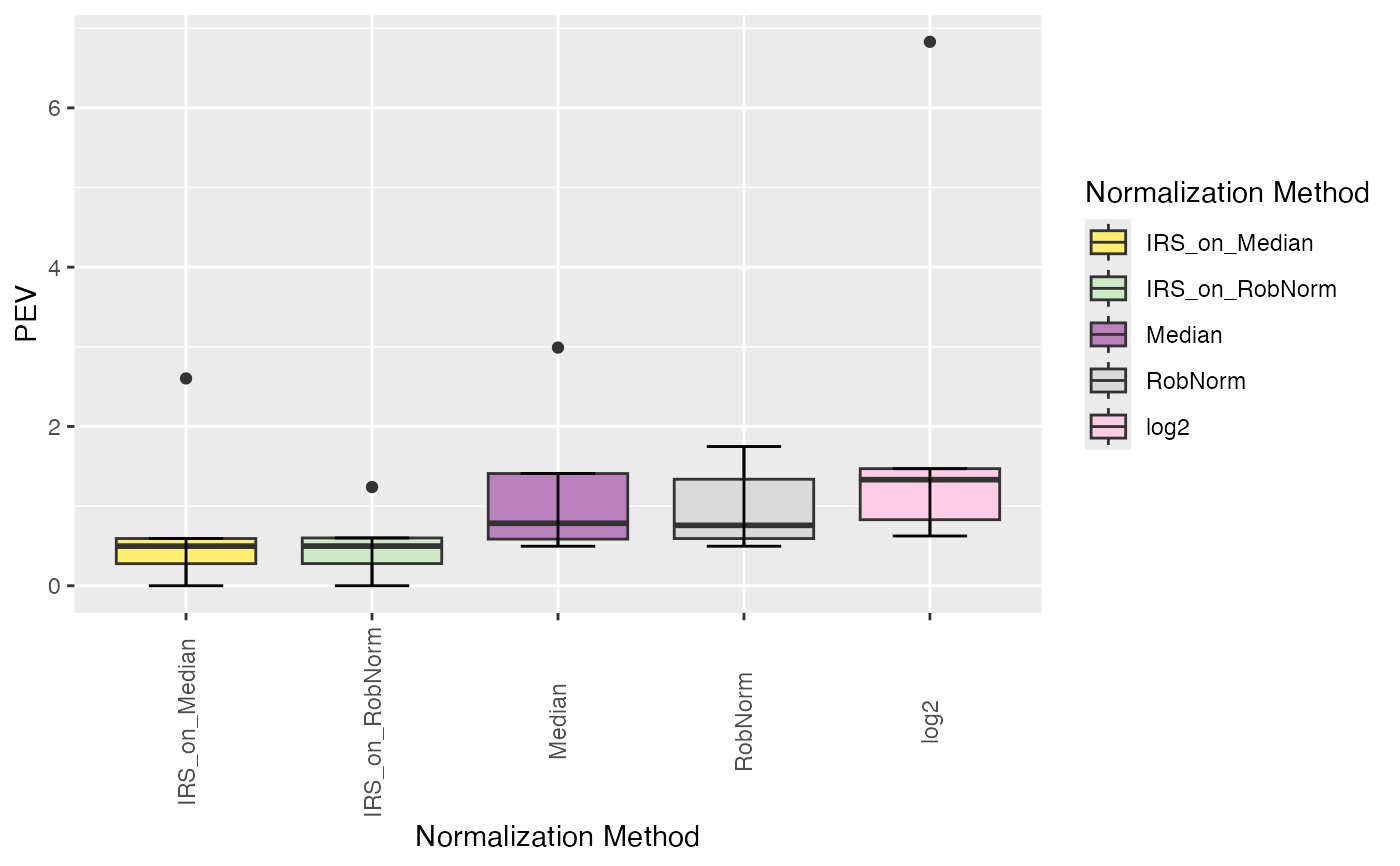 PEV
6
4
2
0
IRS_on_Median
IRS_on_RobNorm
Median
RobNorm
log2
Normalization Method
Normalization Method
IRS_on_Median
IRS_on_RobNorm
Median
RobNorm
log2